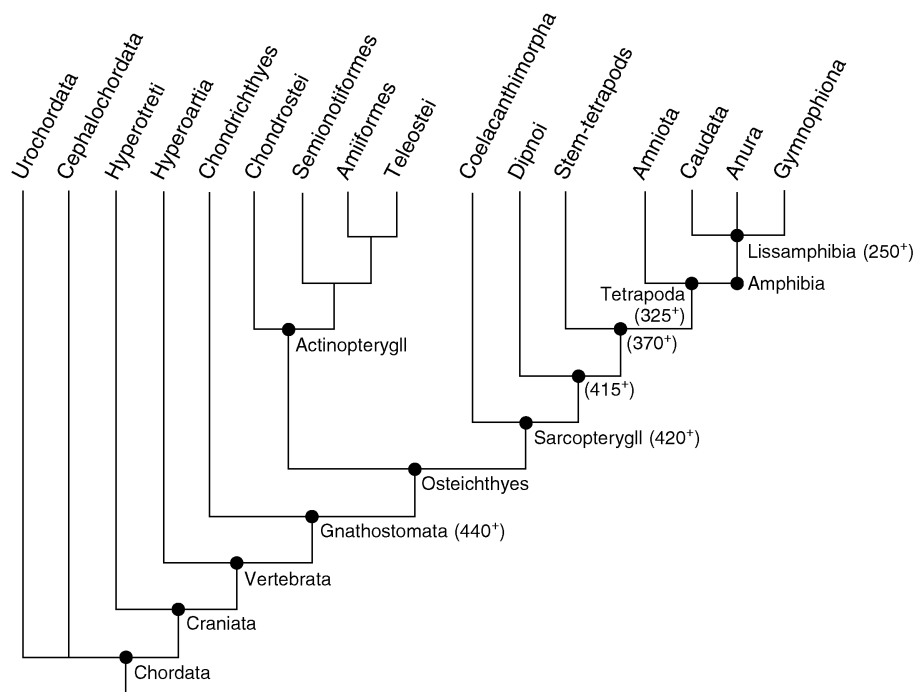 Urochordata
Cephalochordata
Hyperotreti
Hyperoartia
Chondrichthyes
Chondrostei
Semionotiformes
Amiiformes
Teleostei
Coelacanthimorpha
Dipnoi
Stem-tetrapods
Amniota
Caudata
Anura
Gymnophiona
Lissamphibia (250+)
Amphibia
Tetrapoda
(325+)
(370+)
Actinopterygll
(415+)
Sarcopterygll (420+)
Osteichthyes
Gnathostomata (440+)
Vertebrata
Craniata
Chordata